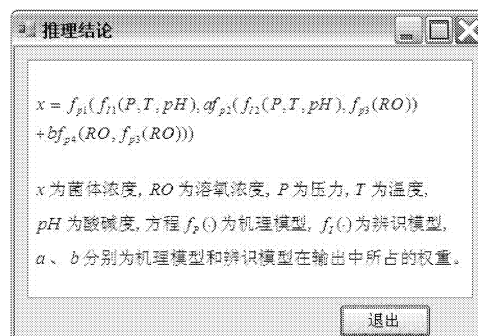 推理结论
x = f_{p1}(f_{I1}(P,T,pH),af_{p2}(f_{I2}(P,T,pH),f_{p3}(RO))
+bf_{p4}(RO,f_{p3}(RO)))
x 为菌体浓度, RO 为溶氧浓度, P 为压力, T 为温度,
pH 为酸碱度, 方程 f_P(·) 为机理模型, f_I(·) 为辨识模型,
a 、 b 分别为机理模型和辨识模型在输出中所占的权重。
退出